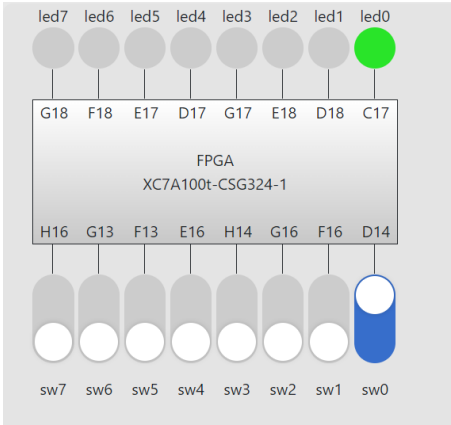 led7 led6 led5 led4 led3 led2 led1 led0
G18 F18 E17 D17 G17 E18 D18 C17
FPGA
XC7A100t-CSG324-1
H16 G13 F13 E16 H14 G16 F16 D14
sw7 sw6 sw5 sw4 sw3 sw2 sw1 sw0